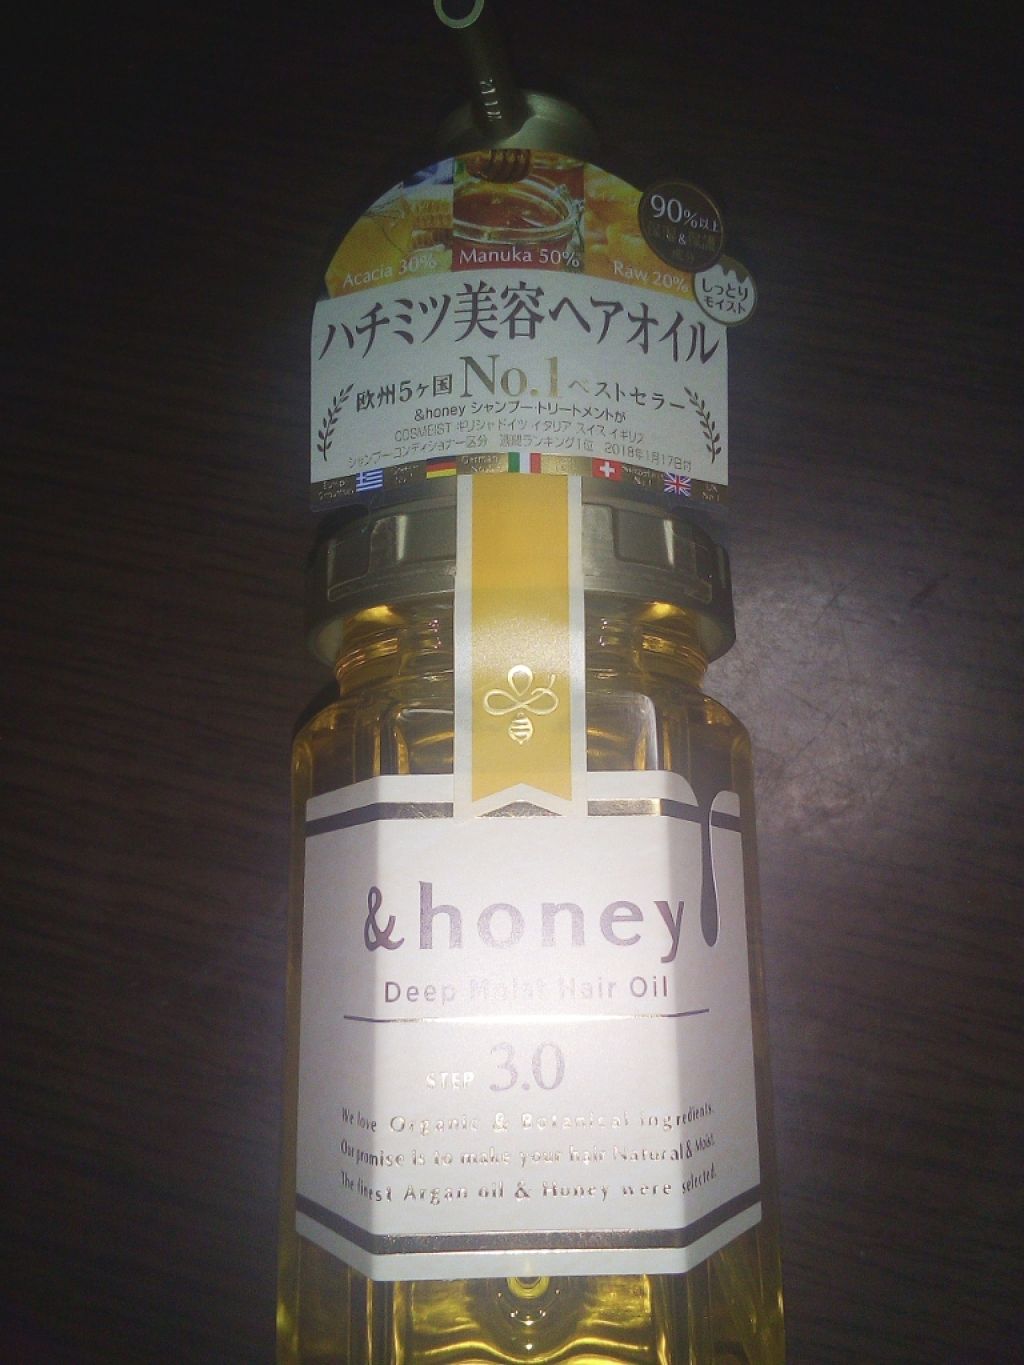 Acacia 30%
Manuka 50%
Raw 20%
90%以上
しっとり
モイスト
ハチミツ美容ヘアオイル
欧州5ヶ国 No.1 ベストセラー
&honey シャンプー・トリートメントが
COSMEIST ギリシャ ドイツ イタリア スイス イギリス
シャンプー・コンディショナー区分 週間ランキング1位 2018年1月17日付
&honey
Deep Moist Hair Oil
STEP 3.0
We love Organic & Botanical ingredients.
Our promise is to make your hair Natural & Moist.
The finest Argan oil & Honey were selected.